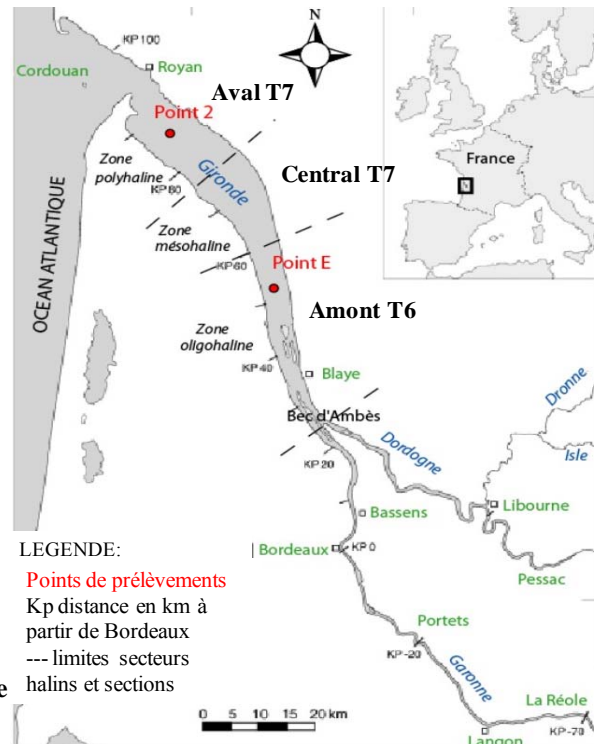 N
KP 100
Cordouan
Royan
Aval T7
Point 2
France
Zone
polyhaline
KP 80
Gironde
Central T7
OCEAN ATLANTIQUE
Zone
mésohaline
KP 60
Point E
Amont T6
Zone
oligohaline
KP 40
Blaye
Dronne
Bec d'Ambès
Isle
Dordogne
KP 20
Libourne
Bassens
LEGENDE:
Bordeaux
KP 0
Pessac
Points de prélèvements
Kp distance en km à
partir de Bordeaux
--- limites secteurs
halins et sections
Portets
KP -20
Garonne
e
La Réole
0 5 10 15 20 km
KP -70
Langon